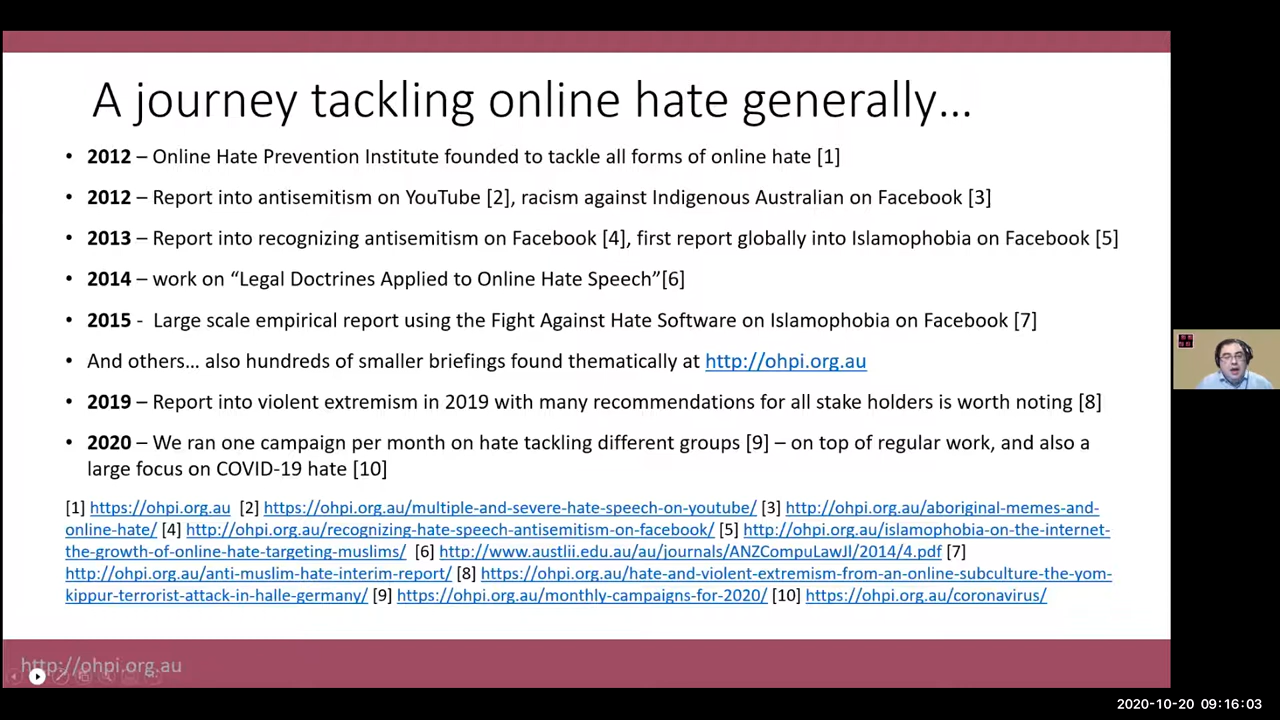 A journey tackling online hate generally...
• 2012 – Online Hate Prevention Institute founded to tackle all forms of online hate [1]
• 2012 – Report into antisemitism on YouTube [2], racism against Indigenous Australian on Facebook [3]
• 2013 – Report into recognizing antisemitism on Facebook [4], first report globally into Islamophobia on Facebook [5]
• 2014 – work on “Legal Doctrines Applied to Online Hate Speech”[6]
• 2015 - Large scale empirical report using the Fight Against Hate Software on Islamophobia on Facebook [7]
• And others... also hundreds of smaller briefings found thematically at http://ohpi.org.au
• 2019 – Report into violent extremism in 2019 with many recommendations for all stake holders is worth noting [8]
• 2020 – We ran one campaign per month on hate tackling different groups [9] – on top of regular work, and also a
large focus on COVID-19 hate [10]
[1] https://ohpi.org.au [2] https://ohpi.org.au/multiple-and-severe-hate-speech-on-youtube/ [3] http://ohpi.org.au/aboriginal-memes-and-
online-hate/ [4] http://ohpi.org.au/recognizing-hate-speech-antisemitism-on-facebook/ [5] http://ohpi.org.au/islamophobia-on-the-internet-
the-growth-of-online-hate-targeting-muslims/ [6] http://www.austlii.edu.au/au/journals/ANZCompuLawJl/2014/4.pdf [7]
http://ohpi.org.au/anti-muslim-hate-interim-report/ [8] https://ohpi.org.au/hate-and-violent-extremism-from-an-online-subculture-the-yom-
kippur-terrorist-attack-in-halle-germany/ [9] https://ohpi.org.au/monthly-campaigns-for-2020/ [10] https://ohpi.org.au/coronavirus/
http://ohpi.org.au
2020-10-20 09:16:03